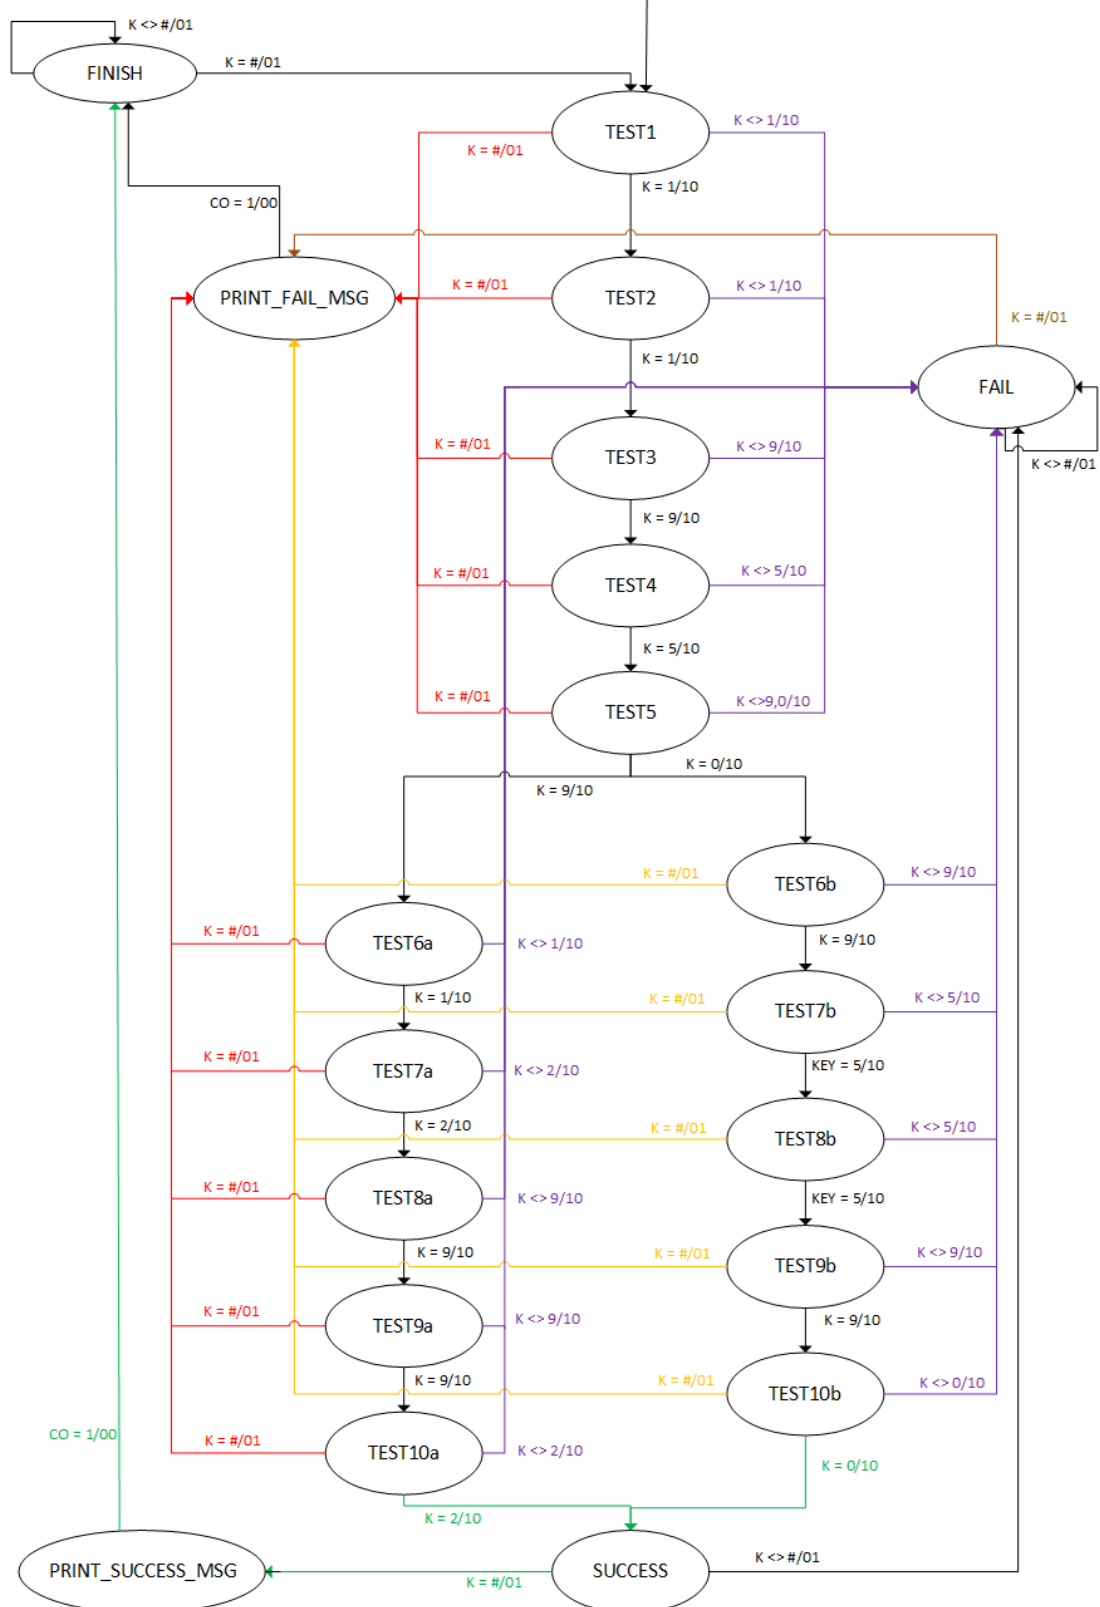 K <> #/01
FINISH
K = #/01
TEST1
K <> 1/10
K = #/01
K = 1/10
CO = 1/00
PRINT_FAIL_MSG
K = #/01
TEST2
K <> 1/10
K = #/01
K = 1/10
FAIL
K = #/01
TEST3
K <> 9/10
K <> #/01
K = 9/10
K = #/01
TEST4
K <> 5/10
K = 5/10
K = #/01
TEST5
K <>9,0/10
K = 0/10
K = 9/10
K = #/01
TEST6b
K <> 9/10
K = #/01
TEST6a
K <> 1/10
K = 9/10
K = 1/10
K = #/01
TEST7b
K <> 5/10
K = #/01
TEST7a
K <> 2/10
KEY = 5/10
K = 2/10
K = #/01
TEST8b
K <> 5/10
K = #/01
TEST8a
K <> 9/10
KEY = 5/10
K = 9/10
K = #/01
TEST9b
K <> 9/10
K = #/01
TEST9a
K <> 9/10
K = 9/10
K = 9/10
K = #/01
TEST10b
K <> 0/10
CO = 1/00
K = #/01
TEST10a
K <> 2/10
K = 0/10
K = 2/10
PRINT_SUCCESS_MSG
K = #/01
SUCCESS
K <> #/01